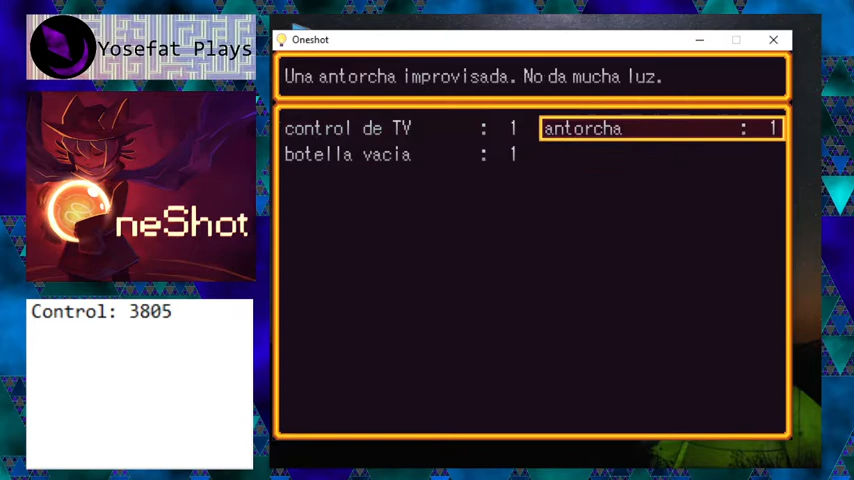 Yosefat Plays
Oneshot
Una antorcha improvisada. No da mucha luz.
control de TV : 1 antorcha : 1
botella vacia : 1
neShot
Control: 3805